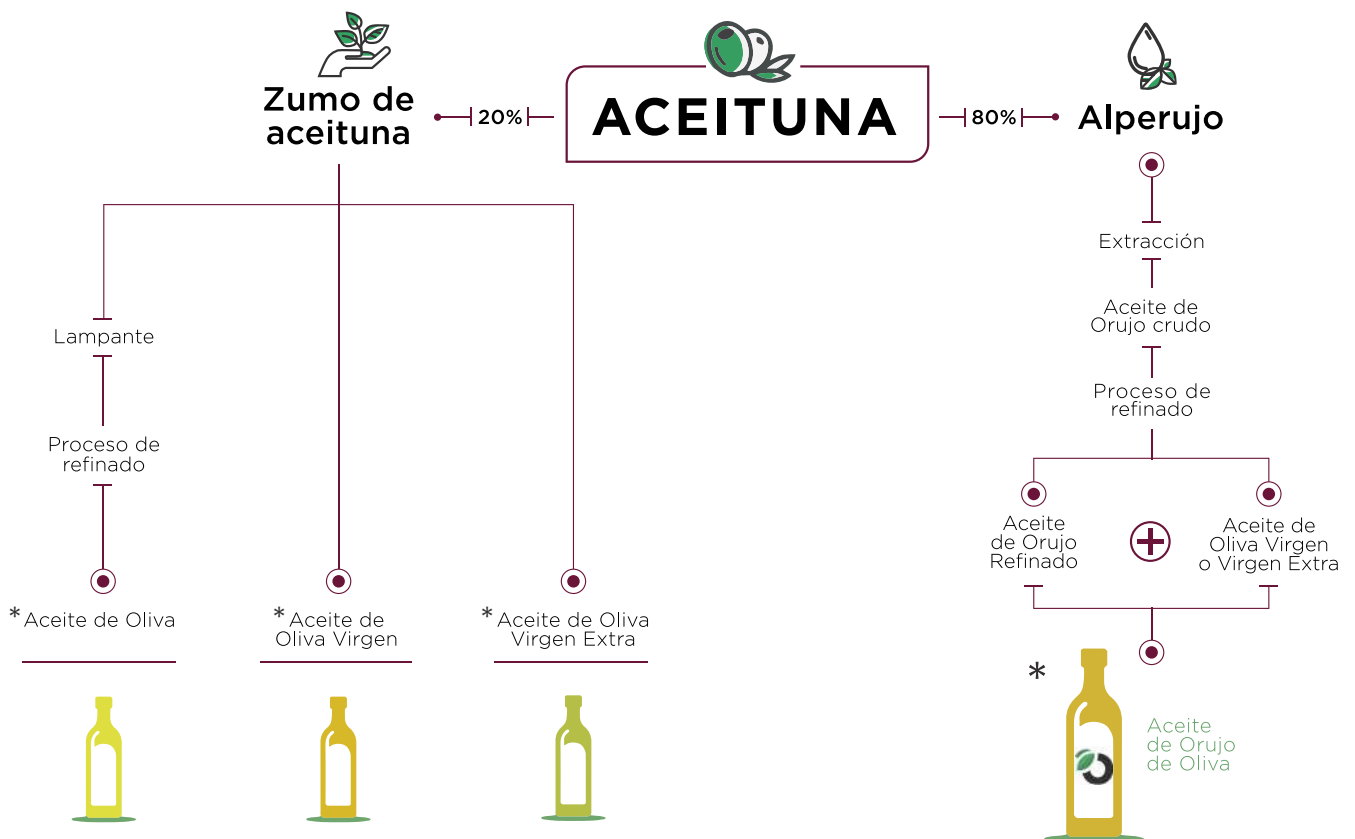 Zumo de
aceituna
20%
ACEITUNA
80%
Alperujo
Lampante
Proceso de
refinado
*Aceite de Oliva
*Aceite de
Oliva Virgen
*Aceite de Oliva
Virgen Extra
Extracción
Aceite de
Orujo crudo
Proceso de
refinado
Aceite
de Orujo
Refinado
Aceite de
Oliva Virgen
o Virgen Extra
*
Aceite
de Orujo
de Oliva